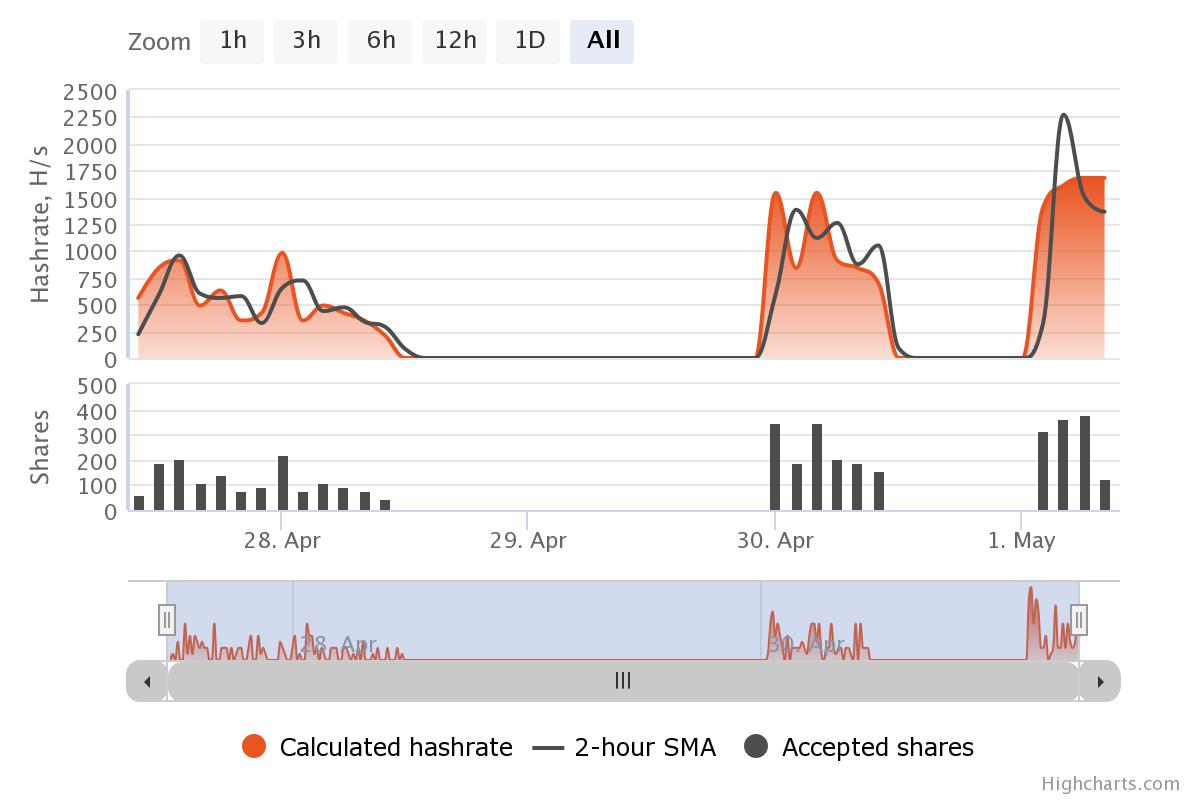 Zoom 1h 3h 6h 12h 1D All
Hashrate, H/s
2500
2250
2000
1750
1500
1250
1000
750
500
250
0
Shares
500
400
300
200
100
0
28. Apr 29. Apr 30. Apr 1. May
28. Apr 30. Apr
Calculated hashrate 2-hour SMA Accepted shares
Highcharts.com